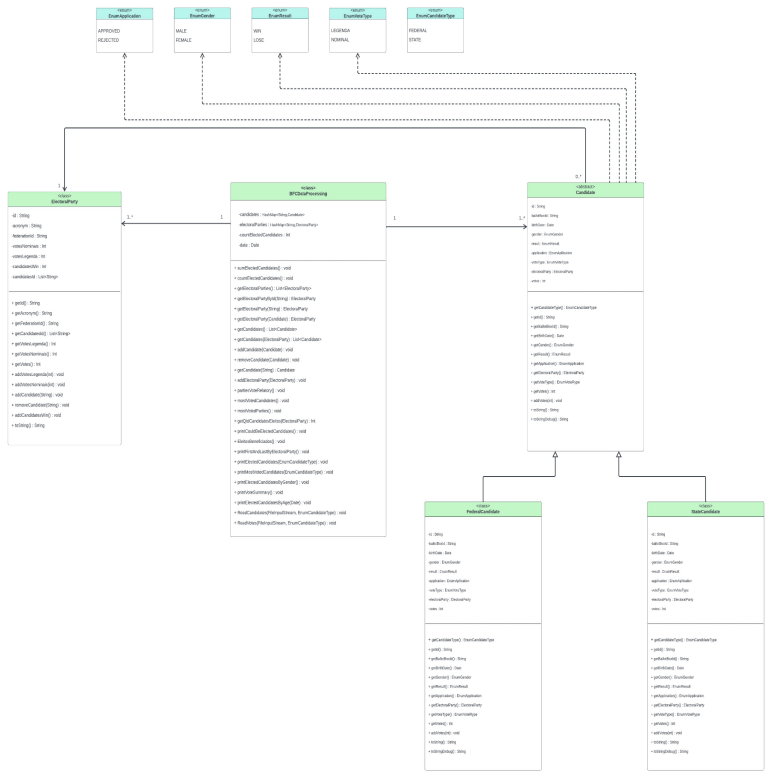 <enum>
EnumApplication
APPROVED
REJECTED
<enum>
EnumGender
MALE
FEMALE
<enum>
EnumResult
WIN
LOSE
<enum>
EnumVoteType
LEGENDA
NOMINAL
<enum>
EnumCandidateType
FEDERAL
STATE
1
0..*
<class>
ElectoralParty
-id : String
-acronym : String
-federationId : String
-votesNominais : Int
-votesLegenda : Int
-candidatesWin : Int
-candidatesId : List<String>
+ getId() : String
+ getAcronym() : String
+ getFederationId() : String
+ getCandidatesId() : List<String>
+ getVotesLegenda() : Int
+ getVotesNominais() : Int
+ getVotes() : Int
+ addVotesLegenda(int) : void
+ addVotesNominais(int) : void
+ addCandidate(String) : void
+ removeCandidate(String) : void
+ addCandidatesWin() : void
+ toString() : String
1..*
1
<class>
BFCDataProcessing
-candidates : HashMap<String,Candidate>
-electoralParties : HashMap<String,ElectoralParty>
-countElectedCandidates : Int
-date : Date
+ sumElectedCandidates() : void
+ countElectedCandidates() : void
+ getElectoralParties() : List<ElectoralParty>
+ getElectoralPartyById(String) : ElectoralParty
+ getElectoralParty(String) : ElectoralParty
+ getElectoralParty(Candidate) : ElectoralParty
+ getCandidates() : List<Candidate>
+ getCandidates(ElectoralParty) : List<Candidate>
+ addCandidate(Candidate) : void
+ removeCandidate(Candidate) : void
+ getCandidate(String) : Candidate
+ addElectoralParty(ElectoralParty) : void
+ partiesVoteRelatory() : void
+ mostVotedCandidates() : void
+ mostVotedParties() : void
+ getQtdCandidatesEleitos(ElectoralParty) : Int
+ printCouldBeElectedCandidates() : void
+ EleitosBeneficiados() : void
+ printFirstAndLastByElectoralParty() : void
+ printElectedCandidates(EnumCandidateType) : void
+ printMostVotedCandidates(EnumCandidateType) : void
+ printElectedCandidatesByGender() : void
+ printVoteSummary() : void
+ printElectedCandidatesByAge(Date) : void
+ ReadCandidates(FileInputStream, EnumCandidateType) : void
+ ReadVotes(FileInputStream, EnumCandidateType) : void
1
1..*
<abstract>
Candidate
-id : String
-ballotBoxId : String
-birthDate : Date
-gender : EnumGender
-result : EnumResult
-application : EnumApplication
-voteType : EnumVoteType
-electoralParty : ElectoralParty
-votes : Int
+ getCandidateType() : EnumCandidateType
+ getId() : String
+ getBallotBoxId() : String
+ getBirthDate() : Date
+ getGender() : EnumGender
+ getResult() : EnumResult
+ getApplication() : EnumApplication
+ getElectoralParty() : ElectoralParty
+ getVoteType() : EnumVoteType
+ getVotes() : Int
+ addVotes(int) : void
+ toString() : String
+ toStringDebug() : String
<class>
FederalCandidate
-id : String
-ballotBoxId : String
-birthDate : Date
-gender : EnumGender
-result : EnumResult
-application : EnumApplication
-voteType : EnumVoteType
-electoralParty : ElectoralParty
-votes : Int
+ getCandidateType() : EnumCandidateType
+ getId() : String
+ getBallotBoxId() : String
+ getBirthDate() : Date
+ getGender() : EnumGender
+ getResult() : EnumResult
+ getApplication() : EnumApplication
+ getElectoralParty() : ElectoralParty
+ getVoteType() : EnumVoteType
+ getVotes() : Int
+ addVotes(int) : void
+ toString() : String
+ toStringDebug() : String
<class>
StateCandidate
-id : String
-ballotBoxId : String
-birthDate : Date
-gender : EnumGender
-result : EnumResult
-application : EnumApplication
-voteType : EnumVoteType
-electoralParty : ElectoralParty
-votes : Int
+ getCandidateType() : EnumCandidateType
+ getId() : String
+ getBallotBoxId() : String
+ getBirthDate() : Date
+ getGender() : EnumGender
+ getResult() : EnumResult
+ getApplication() : EnumApplication
+ getElectoralParty() : ElectoralParty
+ getVoteType() : EnumVoteType
+ getVotes() : Int
+ addVotes(int) : void
+ toString() : String
+ toStringDebug() : String